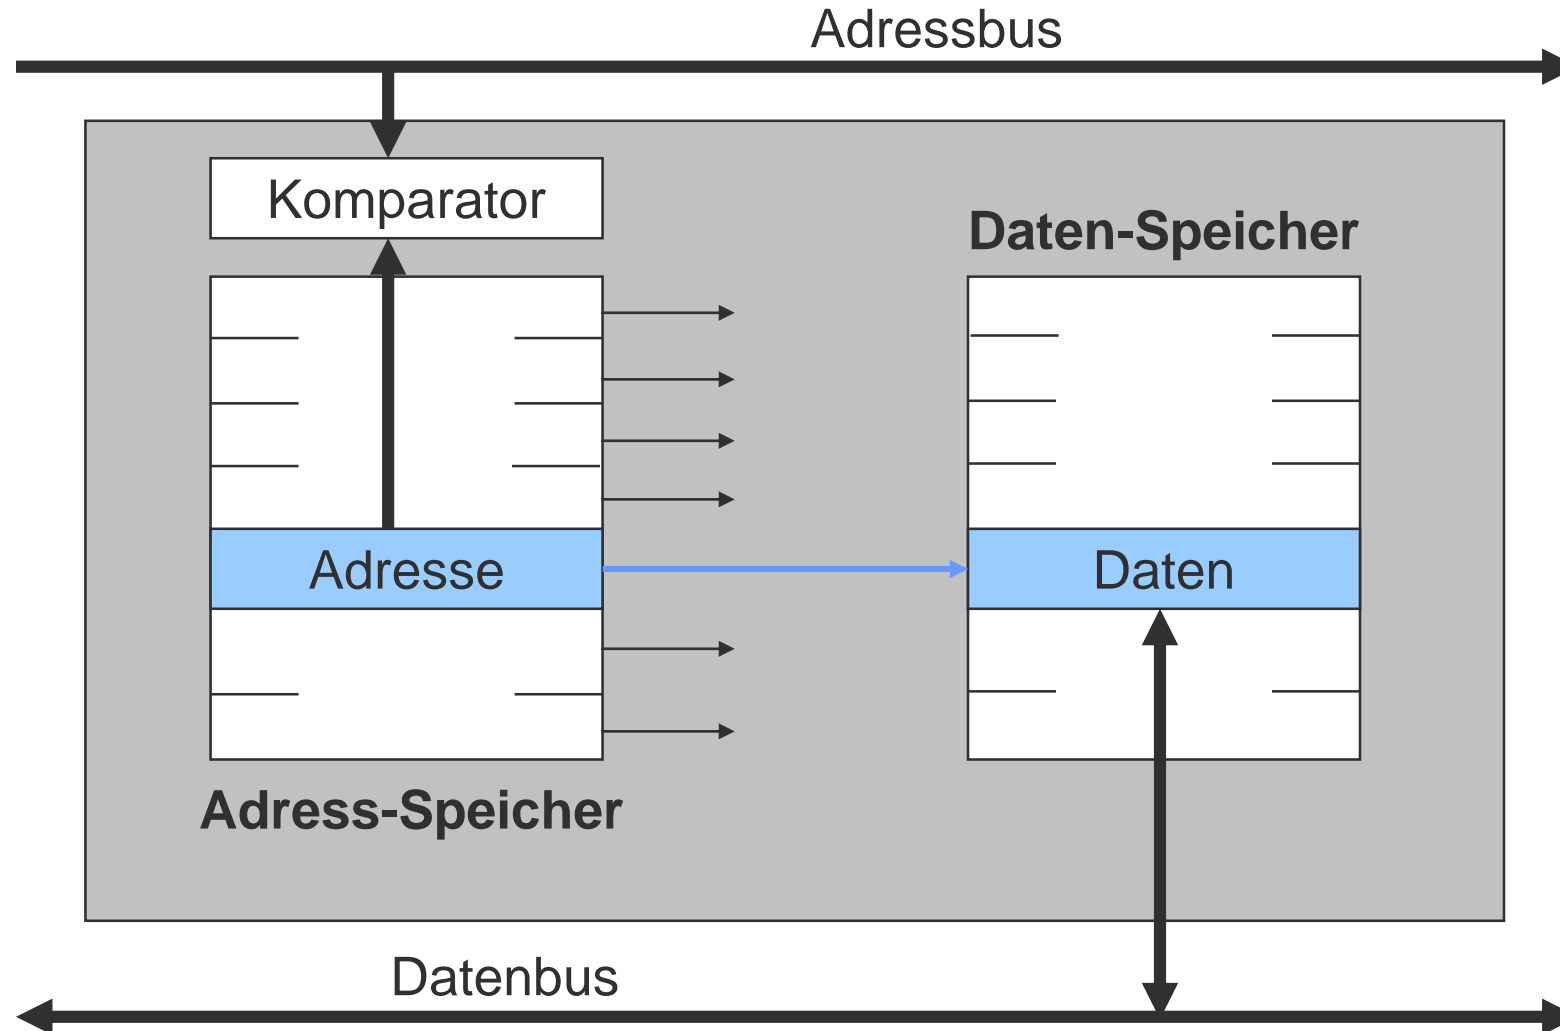 Adressbus
Komparator
Daten-Speicher
Adresse
Daten
Adress-Speicher
Datenbus